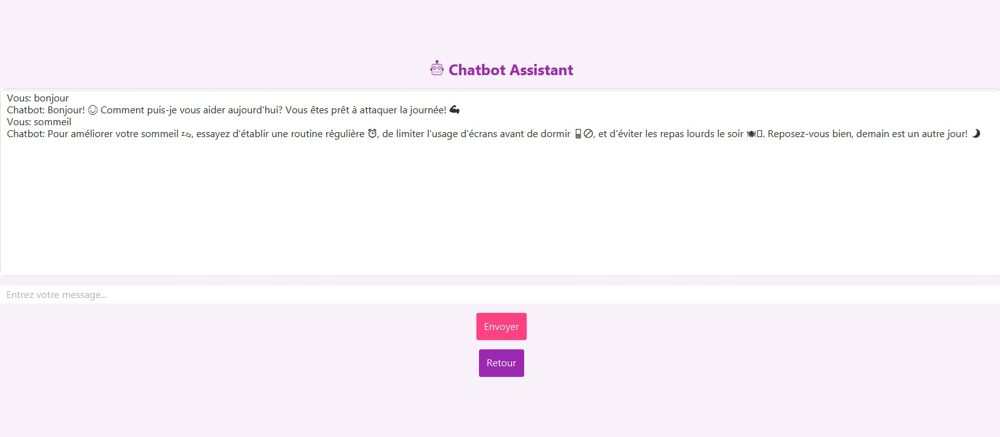 🤖 Chatbot Assistant
Vous: bonjour
Chatbot: Bonjour! 😊 Comment puis-je vous aider aujourd'hui? Vous êtes prêt à attaquer la journée! 💪
Vous: sommeil
Chatbot: Pour améliorer votre sommeil 💤, essayez d'établir une routine régulière ⏰, de limiter l'usage d'écrans avant de dormir 📱🚫, et d'éviter les repas lourds le soir 🍽️. Reposez-vous bien, demain est un autre jour! 🌙
Entrez votre message...
Envoyer
Retour